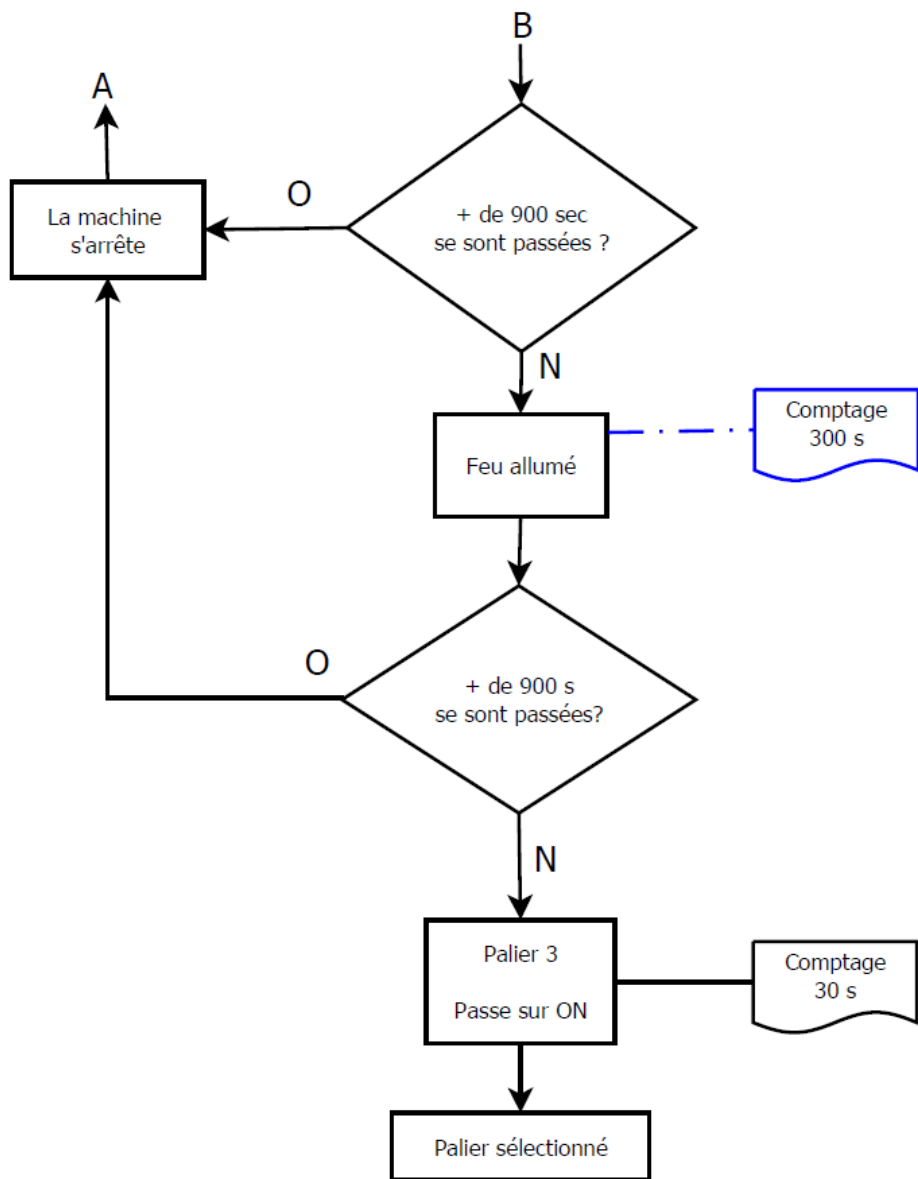 B
A
O
La machine
s'arrête
+ de 900 sec
se sont passées ?
N
Feu allumé
Comptage
300 s
O
+ de 900 s
se sont passées?
N
Palier 3
Passe sur ON
Comptage
30 s
Palier sélectionné